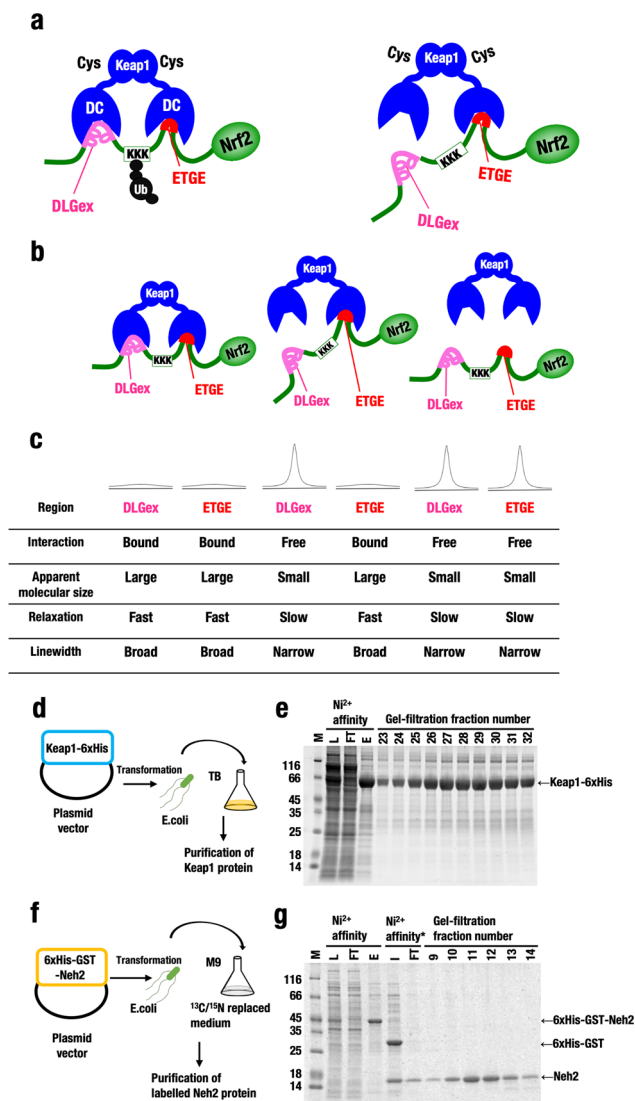 a
Cys Keap1 Cys
DC DC
KKK
Nrf2
Ub
ETGE
DLGex
Cys Keap1 Cys
KKK
Nrf2
ETGE
DLGex
b
Keap1
KKK
Nrf2
DLGex
ETGE
Keap1
KKK
Nrf2
DLGex
ETGE
Keap1
KKK
Nrf2
DLGex
ETGE
c
Region DLGex ETGE DLGex ETGE DLGex ETGE
Interaction Bound Bound Free Bound Free Free
Apparent
molecular size Large Large Small Large Small Small
Relaxation Fast Fast Slow Fast Slow Slow
Linewidth Broad Broad Narrow Broad Narrow Narrow
d
Keap1-6xHis
Transformation
TB
Plasmid
vector
E.coli
Purification of
Keap1 protein
e
Ni2+
affinity
Gel-filtration fraction number
M L FT E 23 24 25 26 27 28 29 30 31 32
116
66
45
35
25
18
14
←Keap1-6xHis
f
6xHis-GST
-Neh2
Transformation
M9
Plasmid
vector
E.coli
13C/15N replaced
medium
Purification of
labelled Neh2 protein
g
Ni2+
affinity
Ni2+
affinity*
Gel-filtration
fraction number
M L FT E I FT 9 10 11 12 13 14
116
66
45
35
25
18
14
←6xHis-GST-Neh2
←6xHis-GST
←Neh2